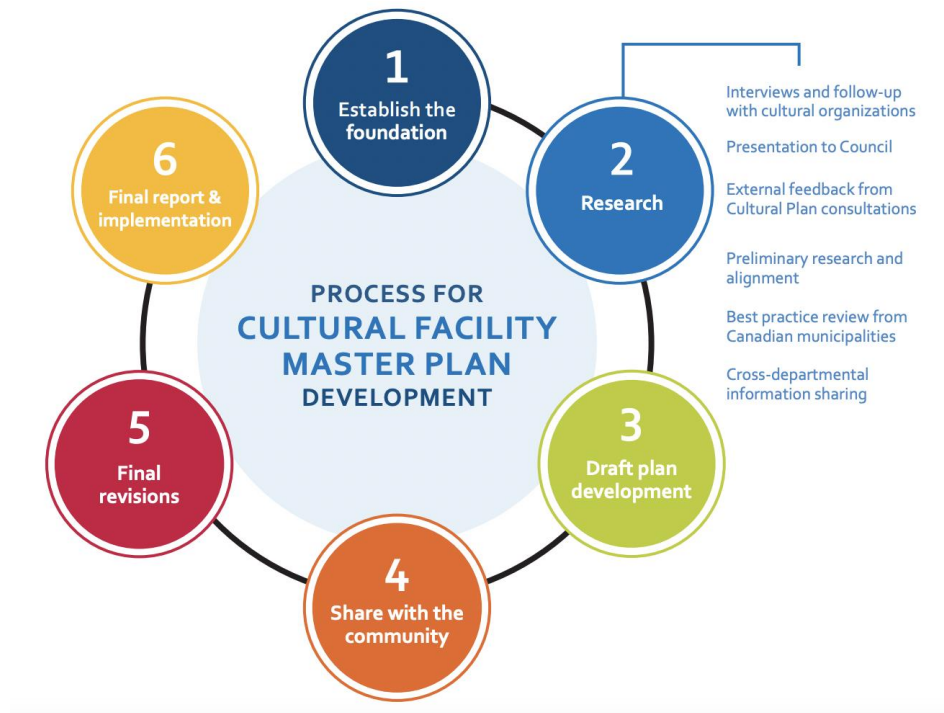 1
Establish the
foundation
2
Research
Interviews and follow-up
with cultural organizations
Presentation to Council
External feedback from
Cultural Plan consultations
Preliminary research and
alignment
Best practice review from
Canadian municipalities
Cross-departmental
information sharing
3
Draft plan
development
4
Share with the
community
5
Final
revisions
6
Final report &
implementation
PROCESS FOR
CULTURAL FACILITY
MASTER PLAN
DEVELOPMENT